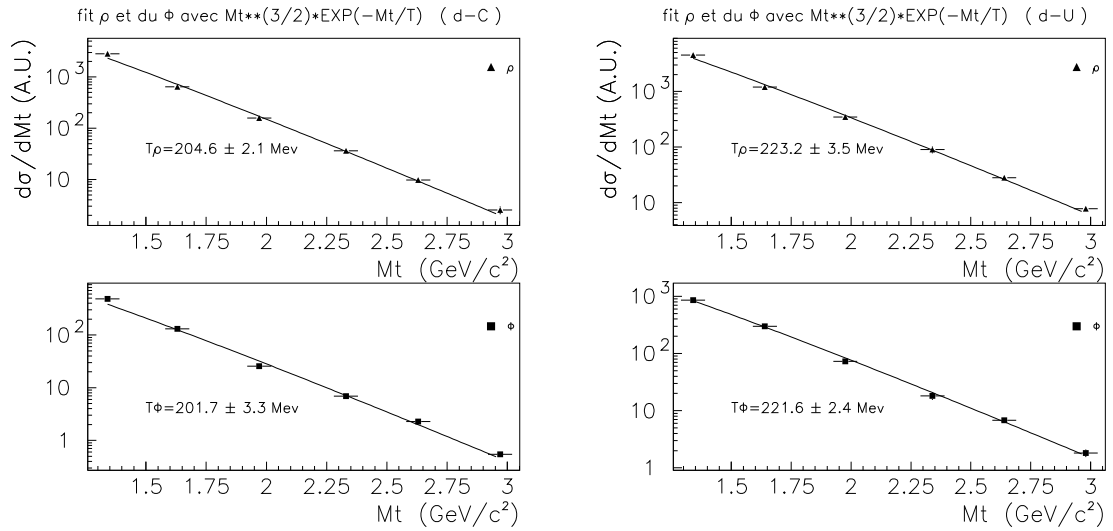 fit ρ et du Φ avec Mt**(3/2)*EXP(-Mt/T) ( d-C )
dσ/dMt (A.U.)
10³
10²
10
ρ
Tρ=204.6 ± 2.1 Mev
1.5 1.75 2 2.25 2.5 2.75 3
Mt (GeV/c²)
10²
10
1
Φ
TΦ=201.7 ± 3.3 Mev
1.5 1.75 2 2.25 2.5 2.75 3
Mt (GeV/c²)
fit ρ et du Φ avec Mt**(3/2)*EXP(-Mt/T) ( d-U )
dσ/dMt (A.U.)
10³
10²
10
ρ
Tρ=223.2 ± 3.5 Mev
1.5 1.75 2 2.25 2.5 2.75 3
Mt (GeV/c²)
10³
10²
10
1
Φ
TΦ=221.6 ± 2.4 Mev
1.5 1.75 2 2.25 2.5 2.75 3
Mt (GeV/c²)